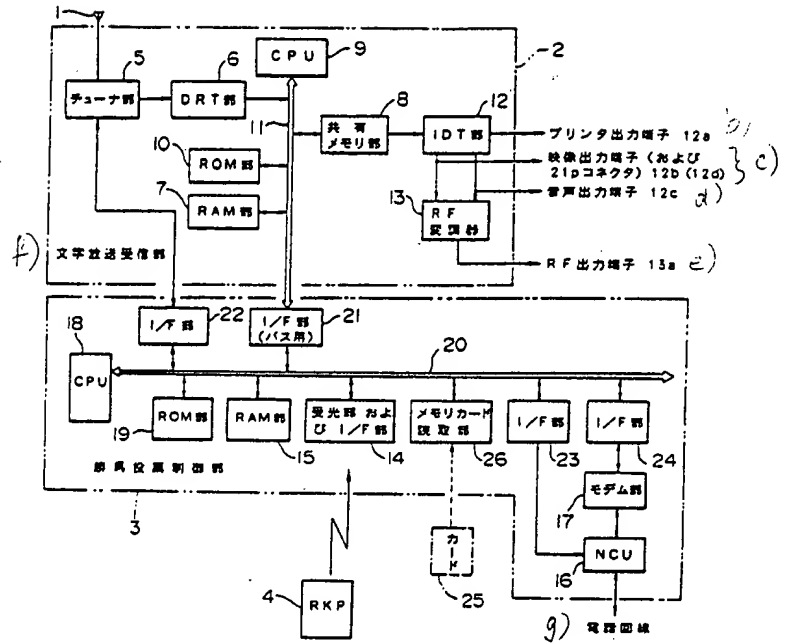 1
5
6
9
2
CPU
チューナ部
DRT部
8
12
11
共有
メモリ部
IDT部
プリンタ出力端子 12a
b)
10
ROM部
映像出力端子(および
21pコネクタ) 12b (12d)
c)
7
RAM部
音声出力端子 12c
d)
13
RF
変調器
f)
文字放送受信部
RF出力端子 13a
e)
18
I/F部
22
I/F部
(バス用)
21
20
CPU
ROM部
RAM部
受光部および
I/F部
メモリカード
読取部
I/F部
I/F部
19
15
14
26
23
24
勝馬投票制御部
モデム部
17
3
カード
NCU
16
4
RKP
25
g)
電話回線